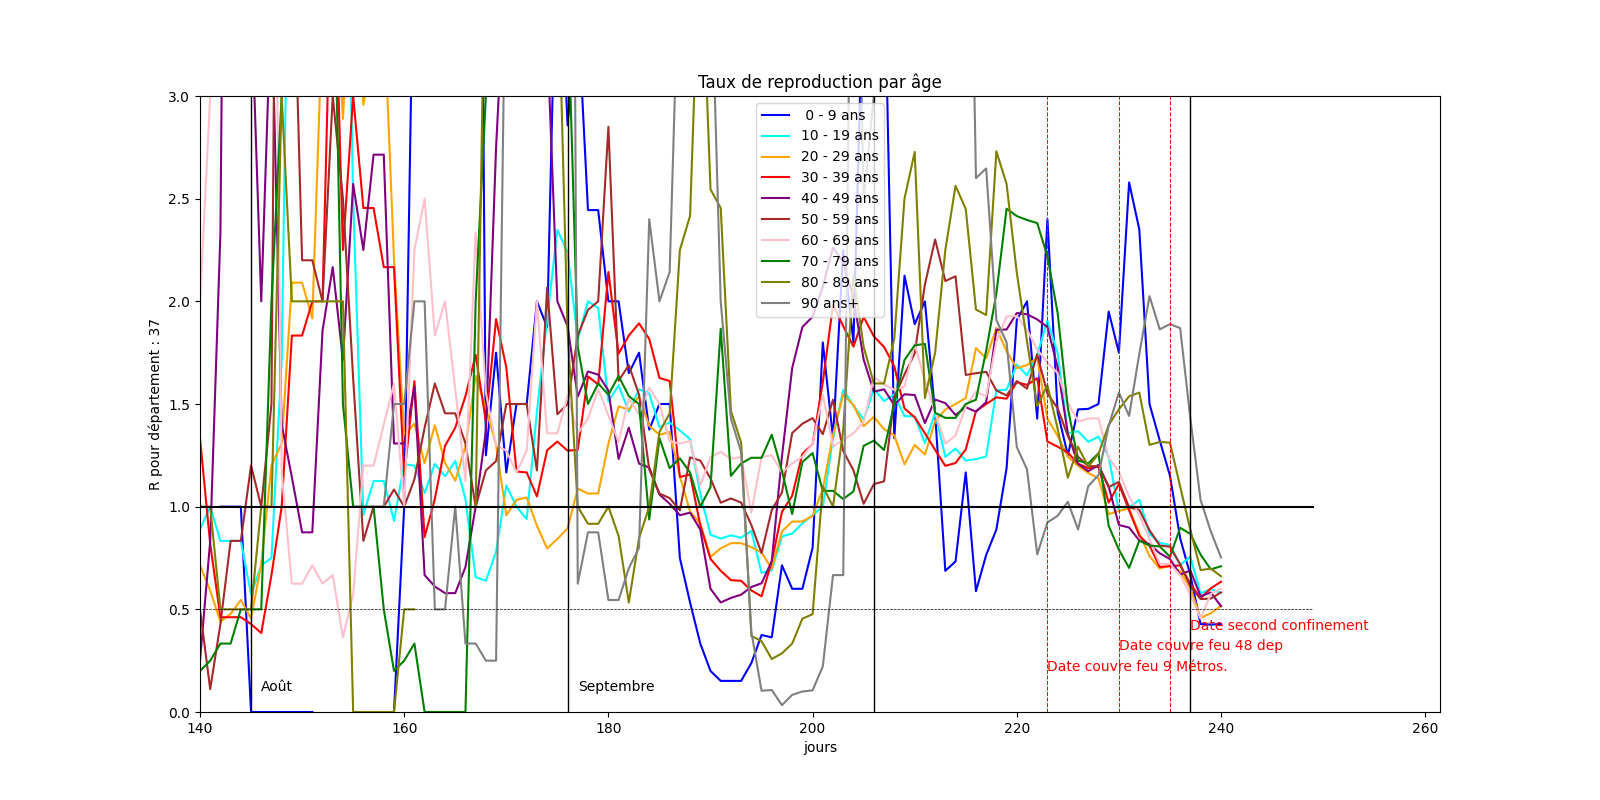 Taux de reproduction par âge
R pour département : 37
3.0
2.5
2.0
1.5
1.0
0.5
0.0
0 - 9 ans
10 - 19 ans
20 - 29 ans
30 - 39 ans
40 - 49 ans
50 - 59 ans
60 - 69 ans
70 - 79 ans
80 - 89 ans
90 ans+
Date second confinement
Date couvre feu 48 dep
Date couvre feu 9 Métros.
Août
Septembre
140
160
180
200
220
240
260
jours